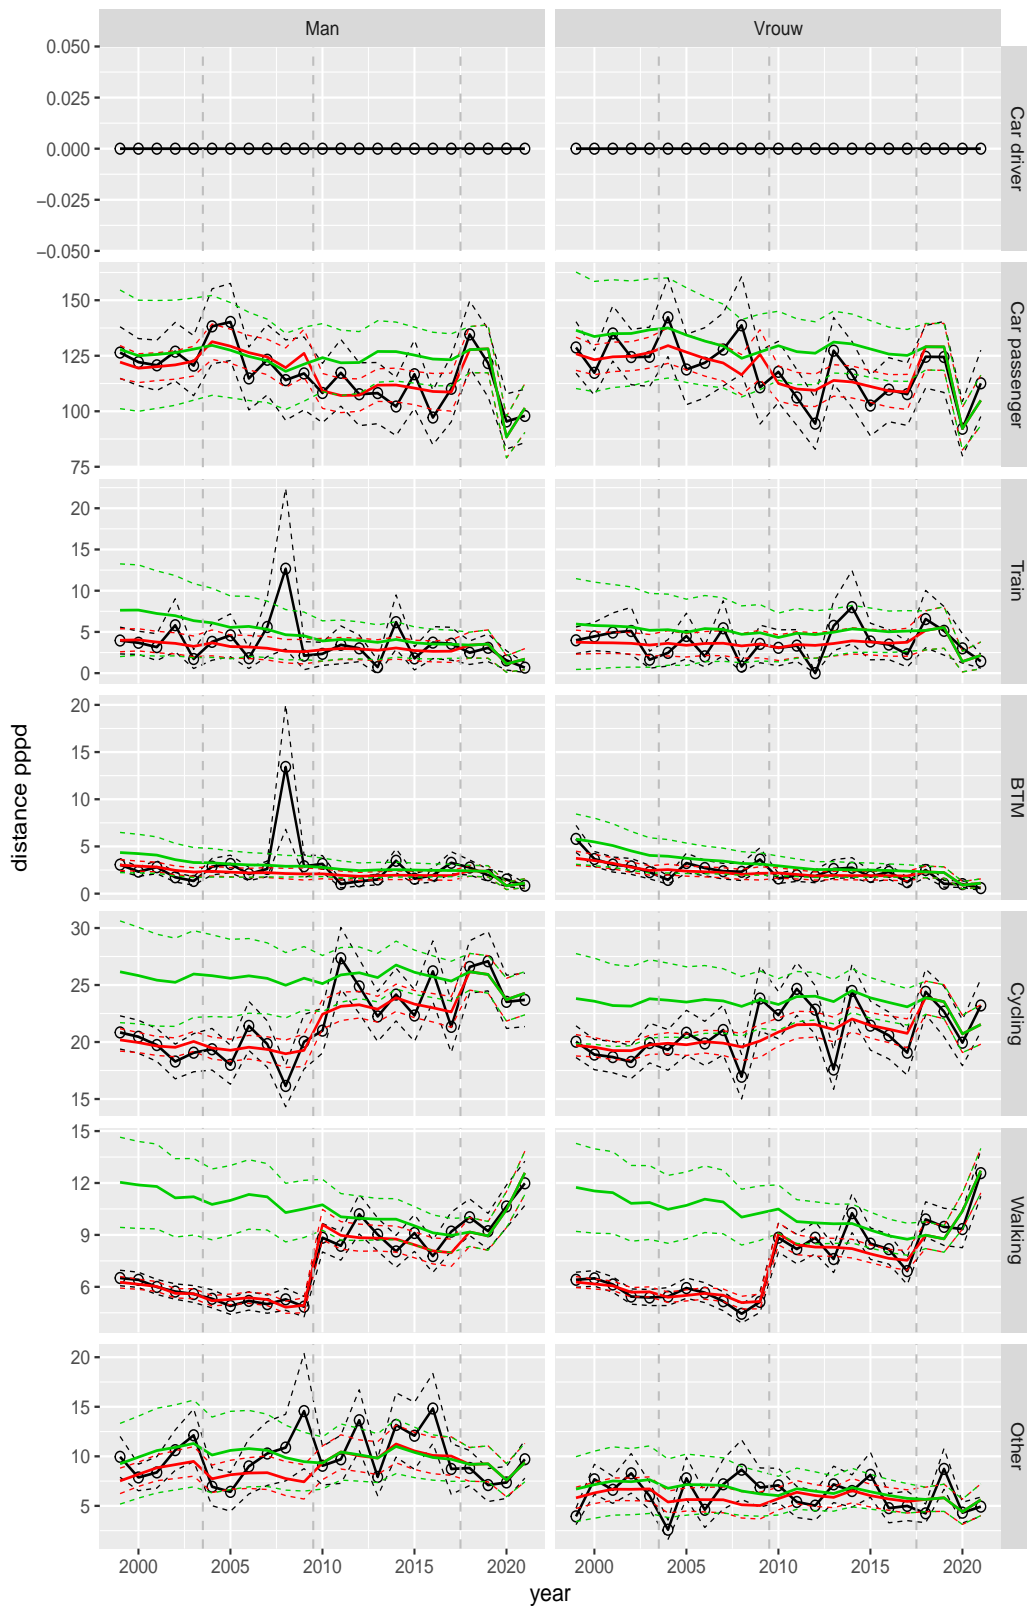 Man
Vrouw
0.050
0.025
0.000
−0.025
−0.050
Car driver
150
125
100
75
Car passenger
20
15
10
5
0
Train
20
15
10
5
0
BTM
30
25
20
15
Cycling
15
12
9
6
Walking
20
15
10
5
Other
2000 2005 2010 2015 2020
2000 2005 2010 2015 2020
year
distance pppd